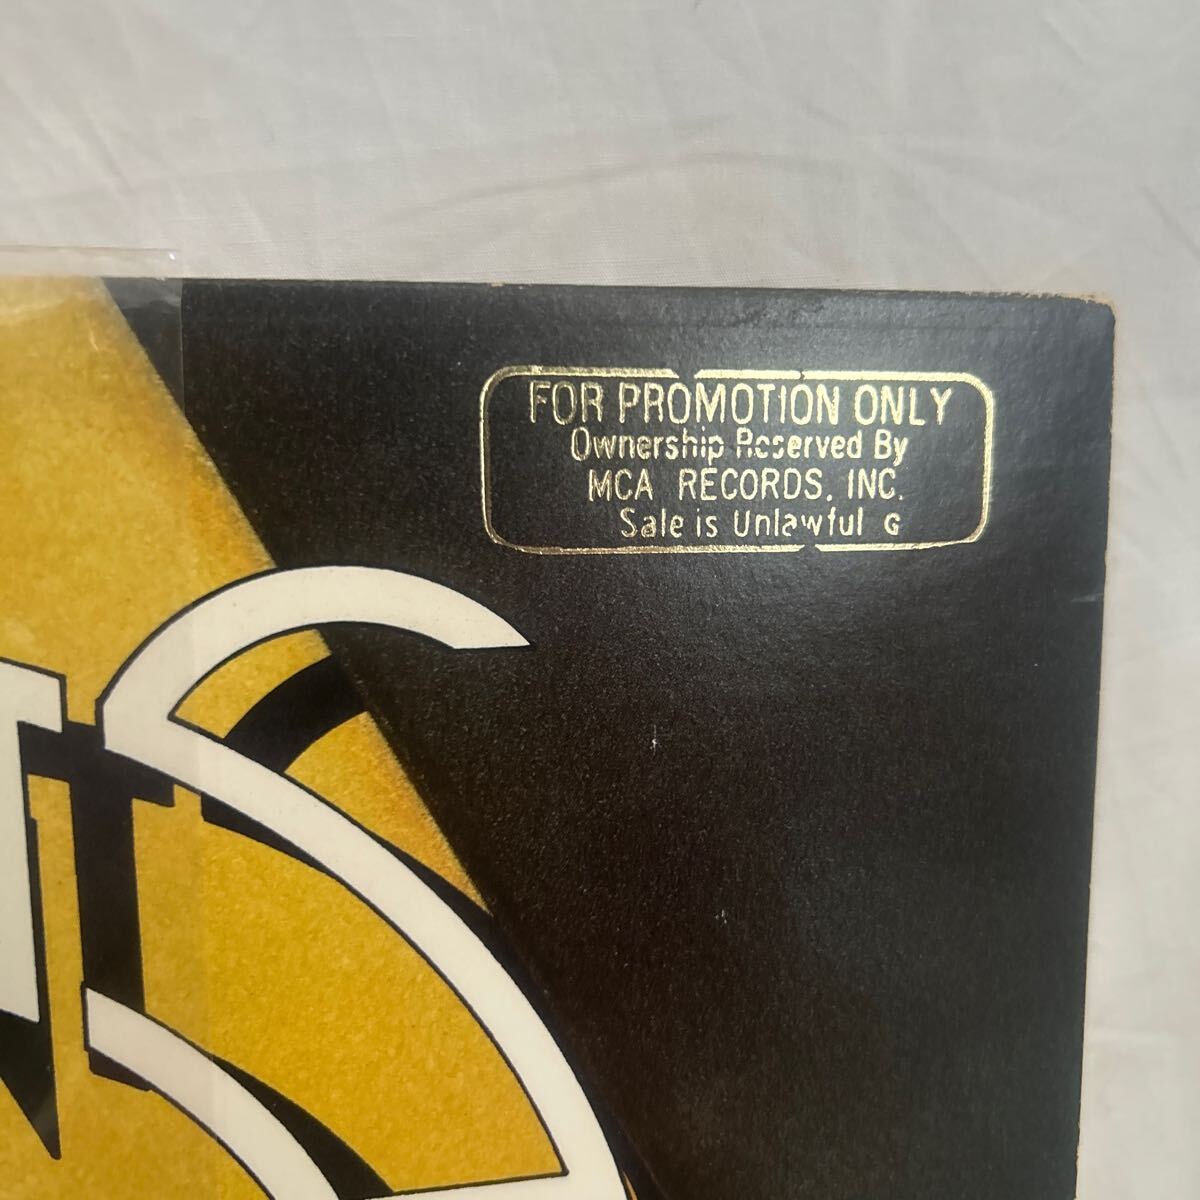 FOR PROMOTION ONLY
Ownership Reserved By
MCA RECORDS, INC.
Sale is Unlawful G